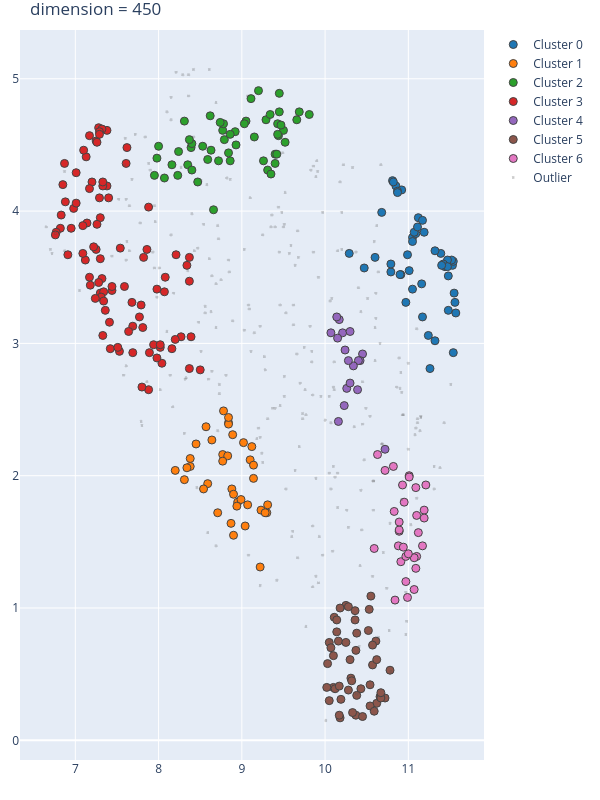 dimension = 450
Cluster 0
Cluster 1
Cluster 2
Cluster 3
Cluster 4
Cluster 5
Cluster 6
Outlier
5
4
3
2
1
0
7 8 9 10 11